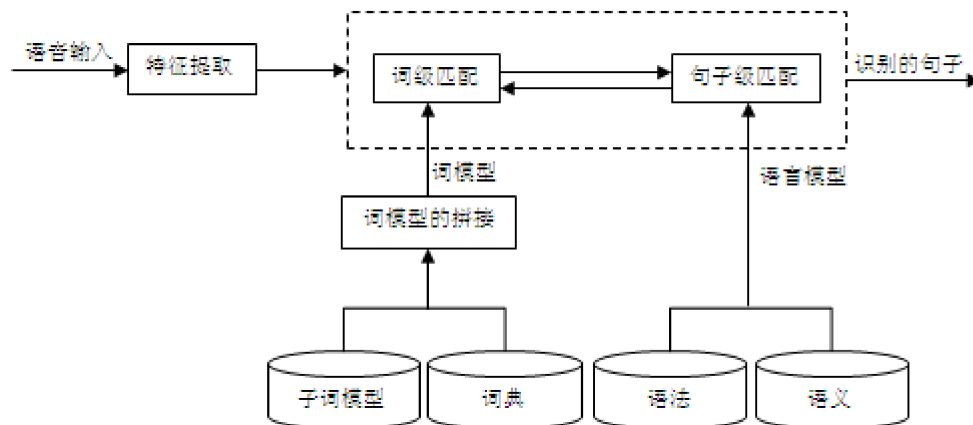 语音输入
特征提取
词级匹配
句子级匹配
识别的句子
词模型
语言模型
词模型的拼接
子词模型
词典
语法
语义